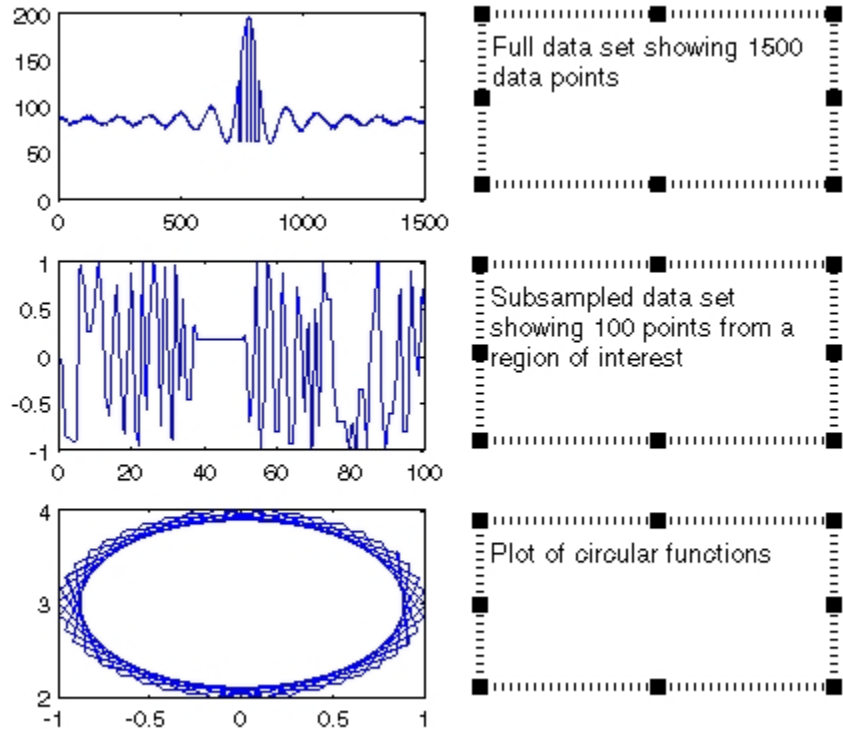 200
150
100
50
0
0 500 1000 1500
Full data set showing 1500
data points
1
0.5
0
-0.5
-1
0 20 40 60 80 100
Subsampled data set
showing 100 points from a
region of interest
4
3
2
-1 -0.5 0 0.5 1
Plot of circular functions